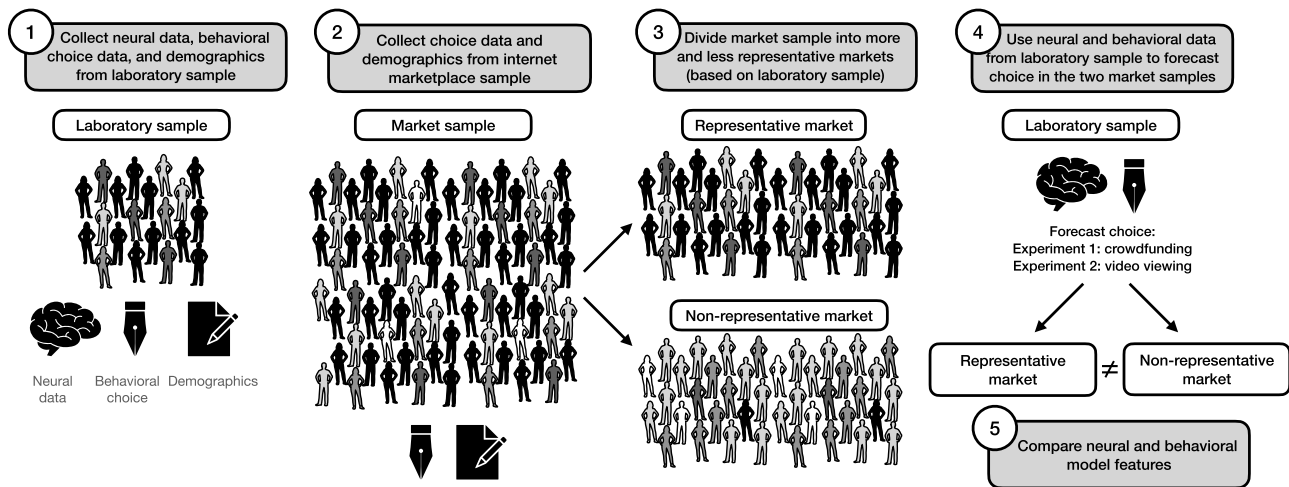 1
Collect neural data, behavioral
choice data, and demographics
from laboratory sample
Laboratory sample
Neural
data
Behavioral
choice
Demographics
2
Collect choice data and
demographics from internet
marketplace sample
Market sample
3
Divide market sample into more
and less representative markets
(based on laboratory sample)
Representative market
Non-representative market
4
Use neural and behavioral data
from laboratory sample to forecast
choice in the two market samples
Laboratory sample
Forecast choice:
Experiment 1: crowdfunding
Experiment 2: video viewing
Representative
market
≠
Non-representative
market
5
Compare neural and behavioral
model features